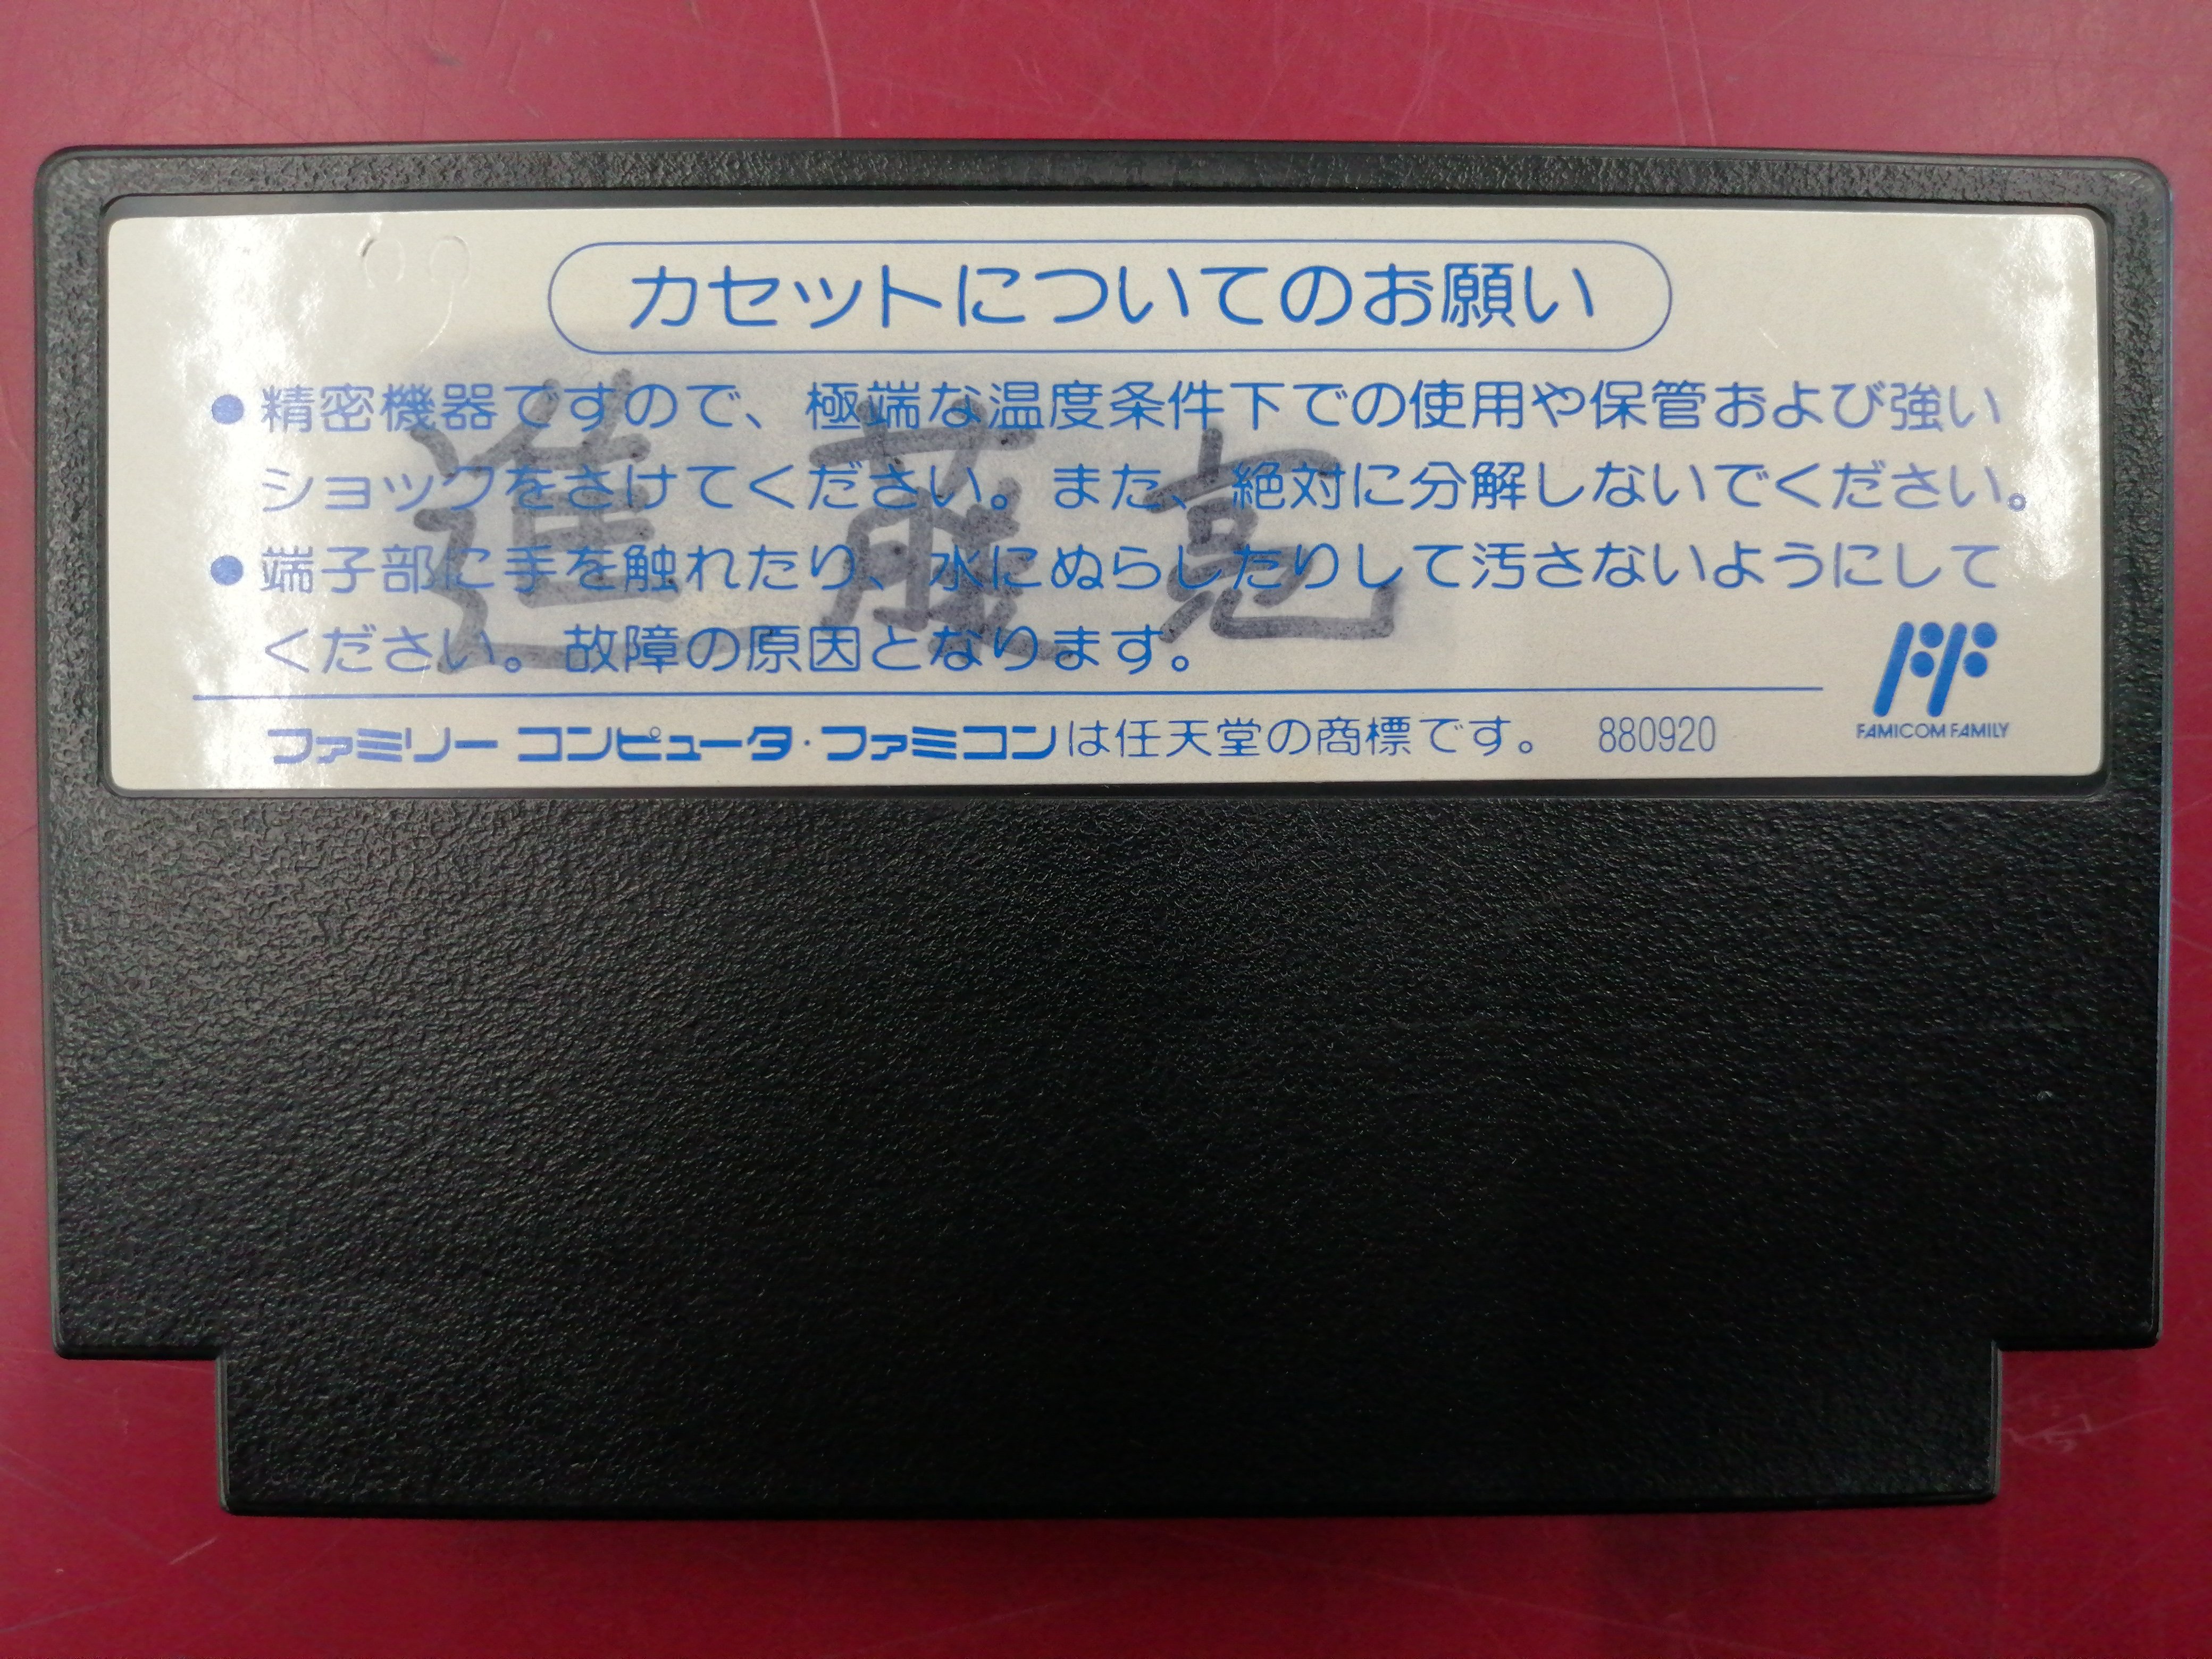 カセットについてのお願い
●精密機器ですので、極端な温度条件下での使用や保管および強い
ショックをさけてください。また、絶対に分解しないでください。
●端子部に手を触れたり、水にぬらしたりして汚さないようにして
ください。故障の原因となります。
進藤亮
ファミリー コンピュータ・ファミコンは任天堂の商標です。 880920
FF
FAMICOM FAMILY